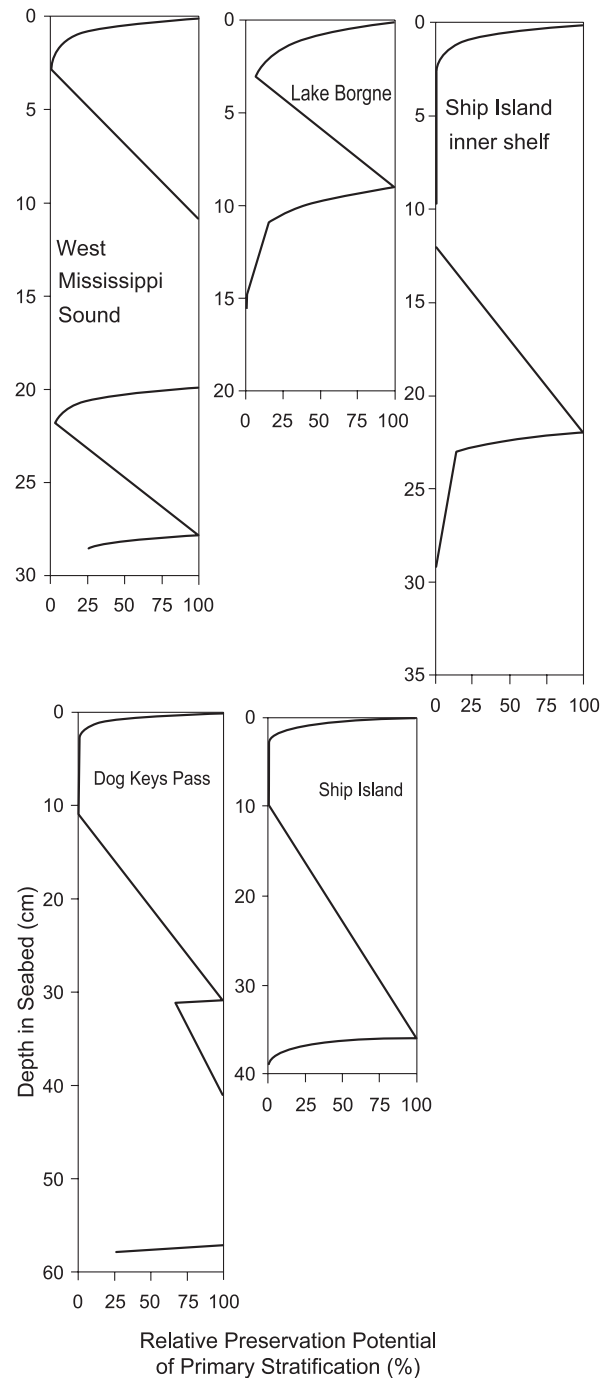 0
5
10
15
20
25
30
West
Mississippi
Sound
0 25 50 75 100
0
5
10
15
20
Lake Borgne
0 25 50 75 100
0
5
10
15
20
25
30
35
Ship Island
inner shelf
0 25 50 75 100
Depth in Seabed (cm)
0
10
20
30
40
50
60
Dog Keys Pass
0 25 50 75 100
0
10
20
30
40
Ship Island
0 25 50 75 100
Relative Preservation Potential
of Primary Stratification (%)